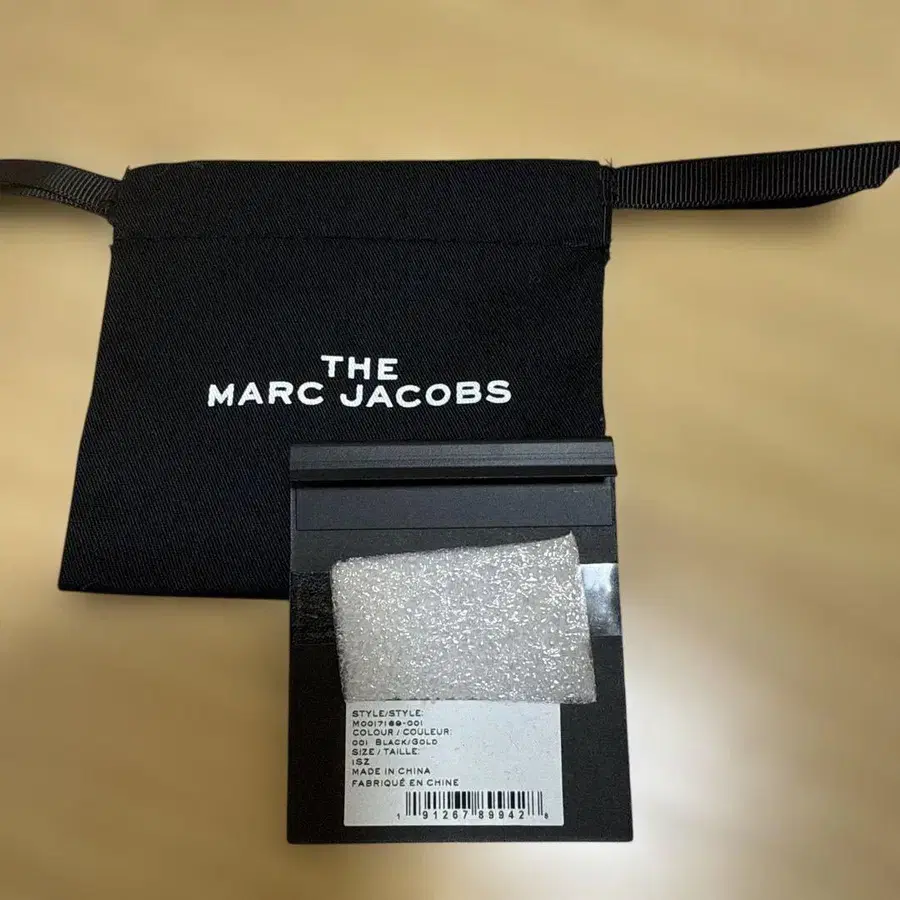 THE
MARC JACOBS
STYLE/STYLE:
M0017169-001
COLOUR / COULEUR:
001 BLACK/GOLD
SIZE / TAILLE:
1SZ
MADE IN CHINA
FABRIQUÉ EN CHINE
1 91267 89942 8